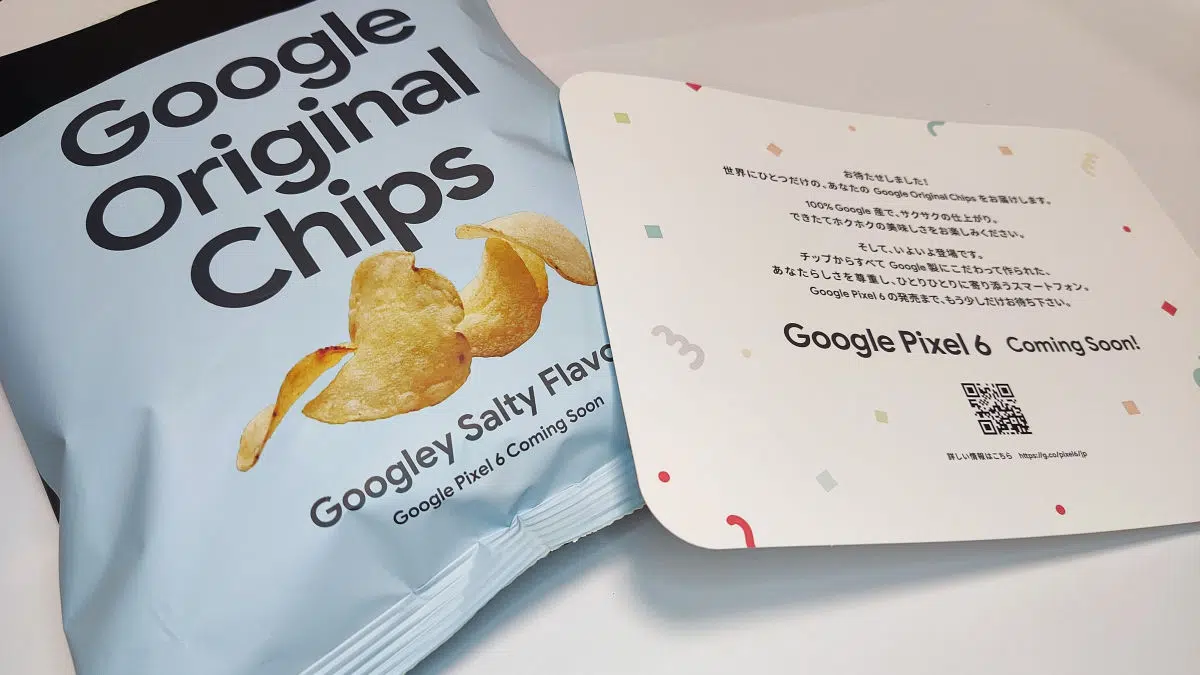 Google
Original
Chips
Googley Salty Flavo
Google Pixel 6 Coming Soon
お待たせしました!
世界にひとつだけの、あなたの Google Original Chips をお届けします。
100% Google 産で、サクサクの仕上がり。
できたてホクホクの美味しさをお楽しみください。
そして、いよいよ登場です。
チップからすべて Google 製にこだわって作られた、
あなたらしさを尊重し、ひとりひとりに寄り添うスマートフォン。
Google Pixel 6 の発売まで、もう少しだけお待ち下さい。
Google Pixel 6 Coming Soon!
詳しい情報はこちら https://g.co/pixel6/jp